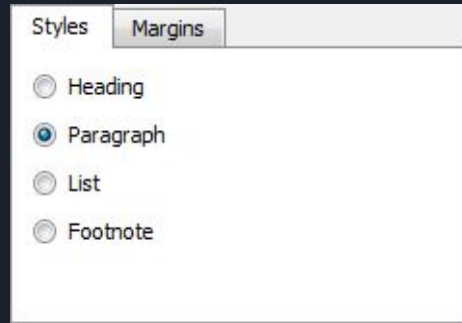 Styles Margins
Heading
Paragraph
List
Footnote